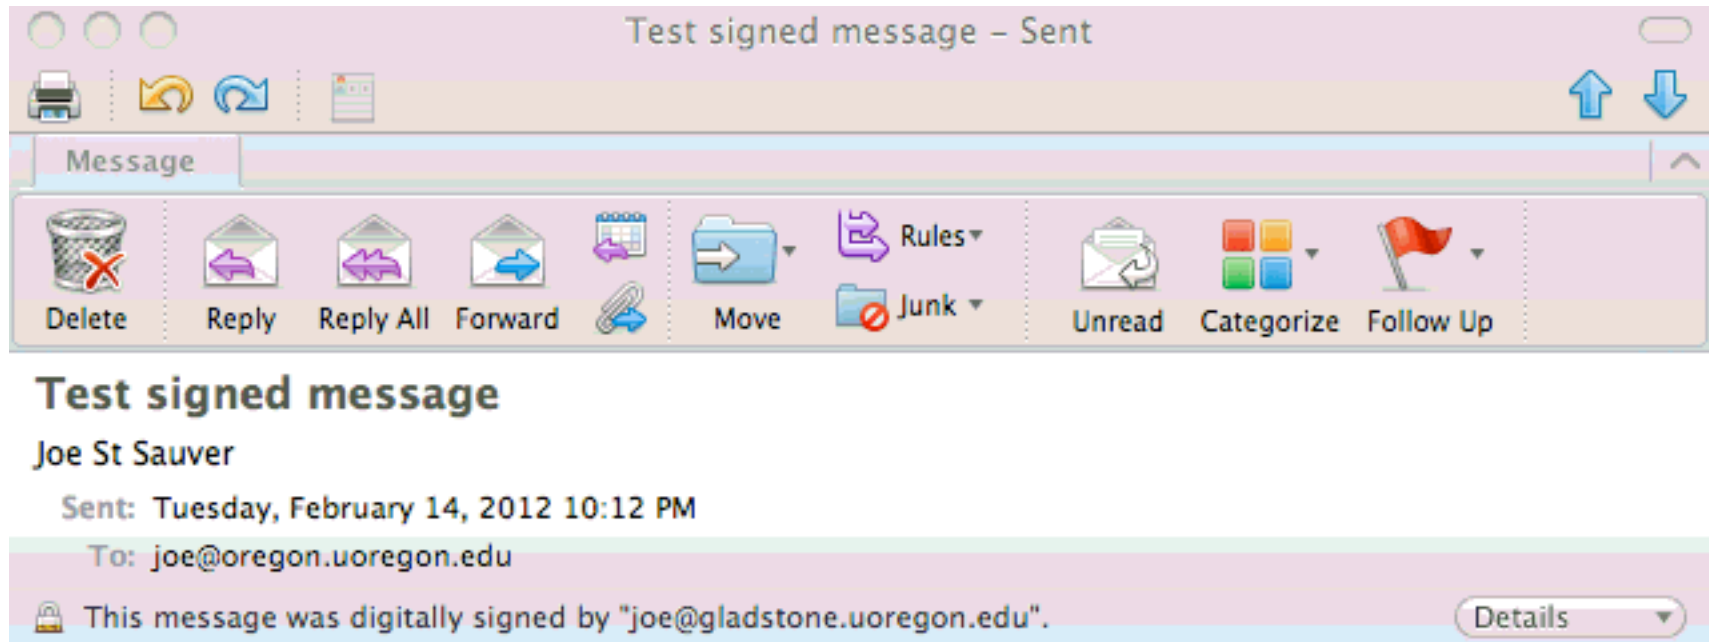 Test signed message – Sent
Message
Rules
Junk
Delete Reply Reply All Forward Move Unread Categorize Follow Up
Test signed message
Joe St Sauver
Sent: Tuesday, February 14, 2012 10:12 PM
To: joe@oregon.uoregon.edu
This message was digitally signed by "joe@gladstone.uoregon.edu". Details